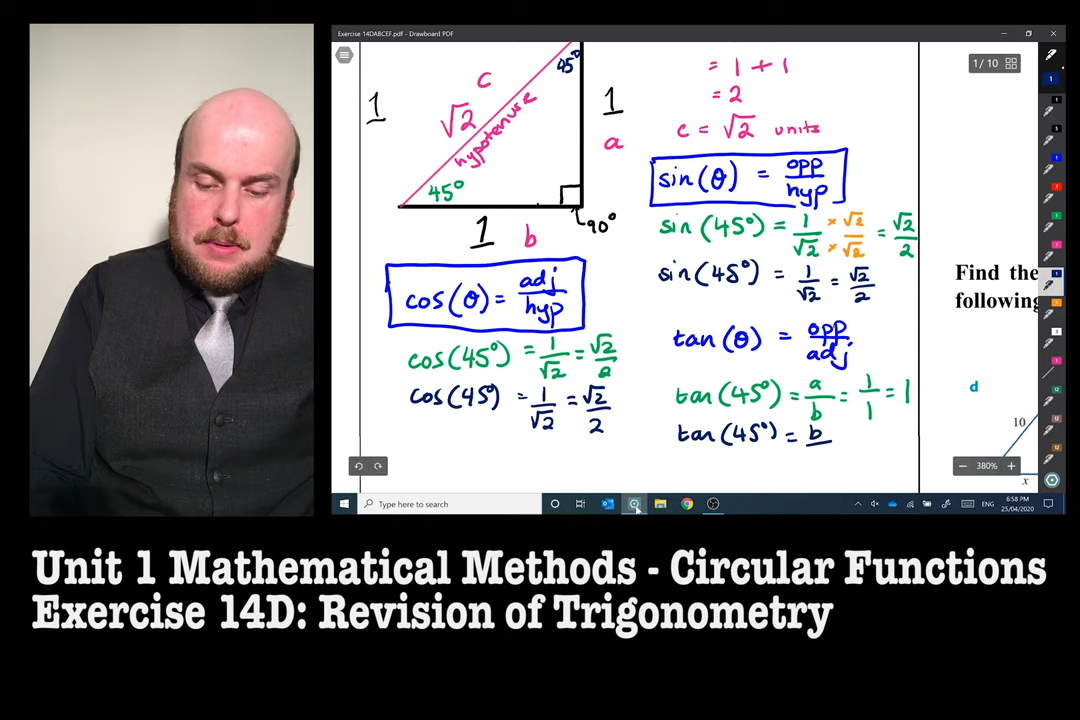 Exercise 14DABCEF.pdf - Drawboard PDF
1 / 10
45°
c
√2
hypotenuse
1
1
a
45°
1 b
90°
= 1 + 1
= 2
c = √2 units
sin(θ) = opp/hyp
sin(45°) = 1/√2 × √2/× √2 = √2/2
sin(45°) = 1/√2 = √2/2
cos(θ) = adj/hyp
cos(45°) = 1/√2 = √2/2
cos(45°) = 1/√2 = √2/2
tan(θ) = opp/adj
tan(45°) = a/b = 1/1 = 1
tan(45°) = b
Find the
following
d
10
x
380%
Type here to search
ENG
6:58 PM
25/04/2020
Unit 1 Mathematical Methods - Circular Functions
Exercise 14D: Revision of Trigonometry